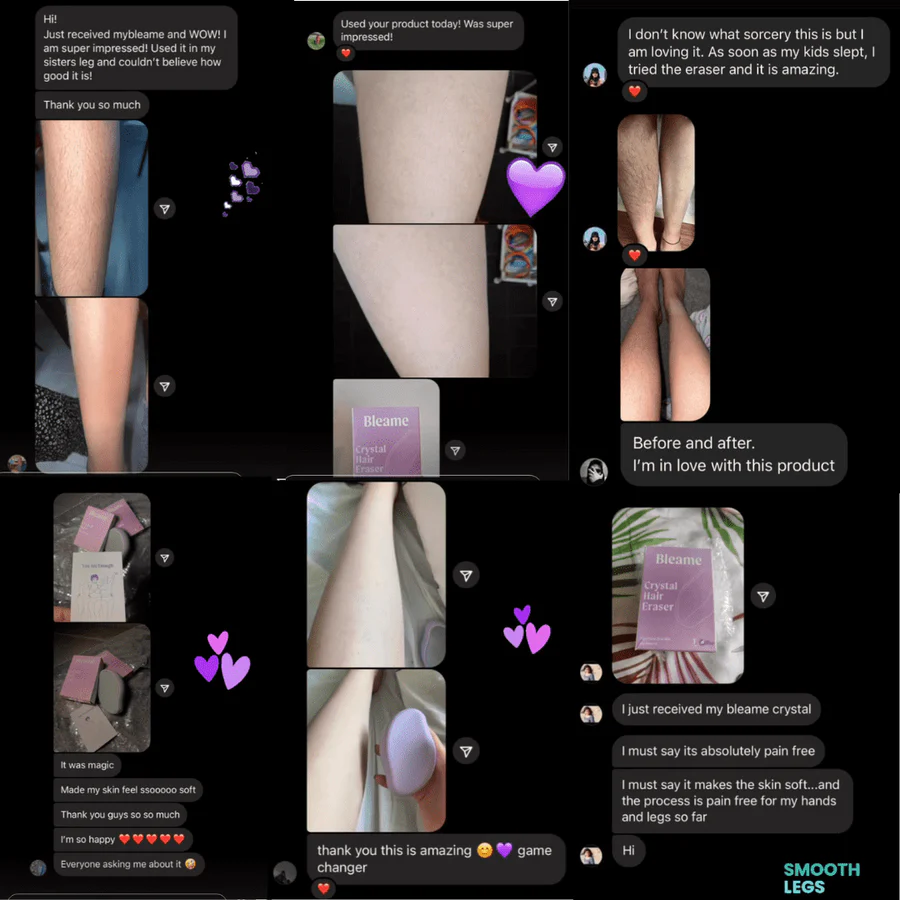 Hi!
Just received mybleame and WOW! I
am super impressed! Used it in my
sisters leg and couldn't believe how
good it is!
Thank you so much
Used your product today! Was super
impressed!
Bleame
Crystal
Hair
Eraser
I don't know what sorcery this is but I
am loving it. As soon as my kids slept, I
tried the eraser and it is amazing.
Before and after.
I'm in love with this product
Bleame
It was magic
Made my skin feel ssoooooo soft
Thank you guys so so much
I'm so happy ❤️❤️❤️❤️❤️
Everyone asking me about it 🤪
thank you this is amazing 😊💜 game
changer
Bleame
Crystal
Hair
Eraser
I just received my bleame crystal
I must say its absolutely pain free
I must say it makes the skin soft...and
the process is pain free for my hands
and legs so far
Hi
SMOOTH
LEGS